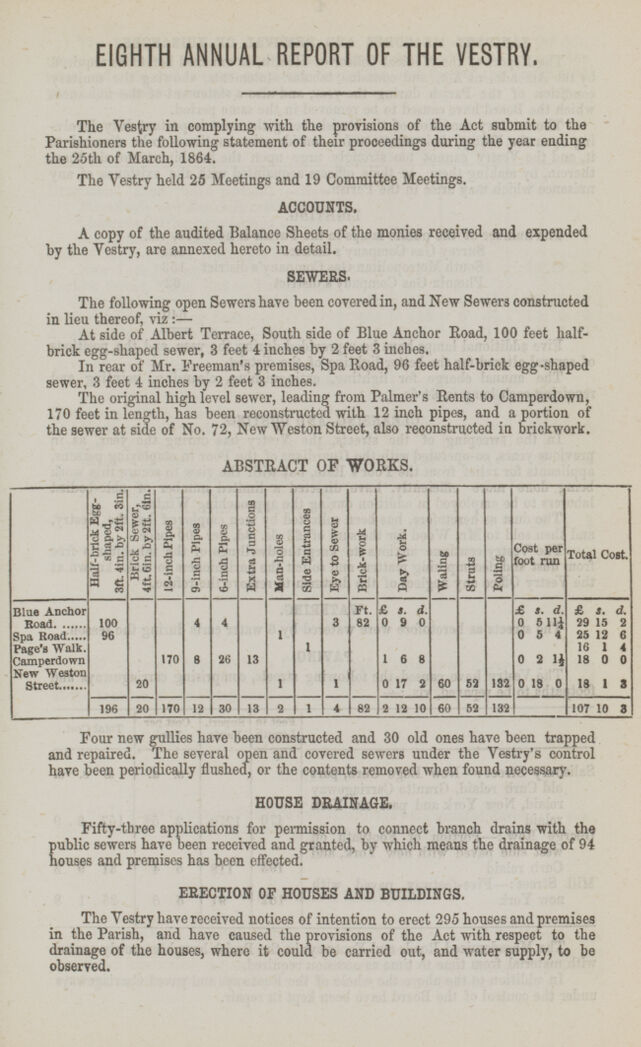 EIGHTH ANNUAL REPORT OF THE VESTRY.
The Vestry in complying with the provisions of the Act submit to the
Parishioners the following statement of their proceedings during the year ending
the 25th of March, 1864.
The Vestry held 25 Meetings and 19 Committee Meetings.
ACCOUNTS.
A copy of the audited Balance Sheets of the monies received and expended
by the Vestry, are annexed hereto in detail.
SEWERS.
The following open Sewers have been covered in, and New Sewers constructed
in lieu thereof, viz:—
At side of Albert Terrace, South side of Blue Anchor Road, 100 feet half-
brick egg-shaped sewer, 3 feet 4 inches by 2 feet 3 inches.
In rear of Mr. Freeman's premises, Spa Road, 96 feet half-brick egg-shaped
sewer, 3 feet 4 inches by 2 feet 3 inches.
The original high level sewer, leading from Palmer's Rents to Camperdown,
170 feet in length, has been reconstructed with 12 inch pipes, and a portion of
the sewer at side of No. 72, New Weston Street, also reconstructed in brickwork.
ABSTRACT OF WORKS.
Half-brick Egg-shaped, 3ft. 4in. by 2ft. 3in. Brick Sewer, 4ft. 6in. by 2ft. 6in. 12-inch Pipes 9-inch Pipes 6-inch Pipes Extra Junctions Man-holes Side Entrances Eye to Sewer Brick-work Day Work. Waling Struts Poling Cost per foot run Total Cost.
Blue Anchor Ft. £ s. d. £ s. d. £ s. d.
Road. ...... 100 4 4 3 82 0 9 0 0 5 11½ 29 15 2
Spa Road..... 96 1 0 5 4 25 12 6
Page's Walk. 1 16 1 4
Camperdown 170 8 26 13 1 6 8 0 2 1½ 18 0 0
New Weston
Street....... 20 1 1 0 17 2 60 52 132 0 18 0 18 1 3
196 20 170 12 30 13 2 1 4 82 2 12 10 60 52 132 107 10 3
Four new gullies have been constructed and 30 old ones have been trapped
and repaired. The several open and covered sewers under the Vestry's control
have been periodically flushed, or the contents removed when found necessary.
HOUSE DRAINAGE.
Fifty-three applications for permission to connect branch drains with the
public sewers have been received and granted, by which means the drainage of 94
houses and premises has been effected.
ERECTION OF HOUSES AND BUILDINGS.
The Vestry have received notices of intention to erect 295 houses and premises
in the Parish, and have caused the provisions of the Act with respect to the
drainage of the houses, where it could be carried out, and water supply, to be
observed.